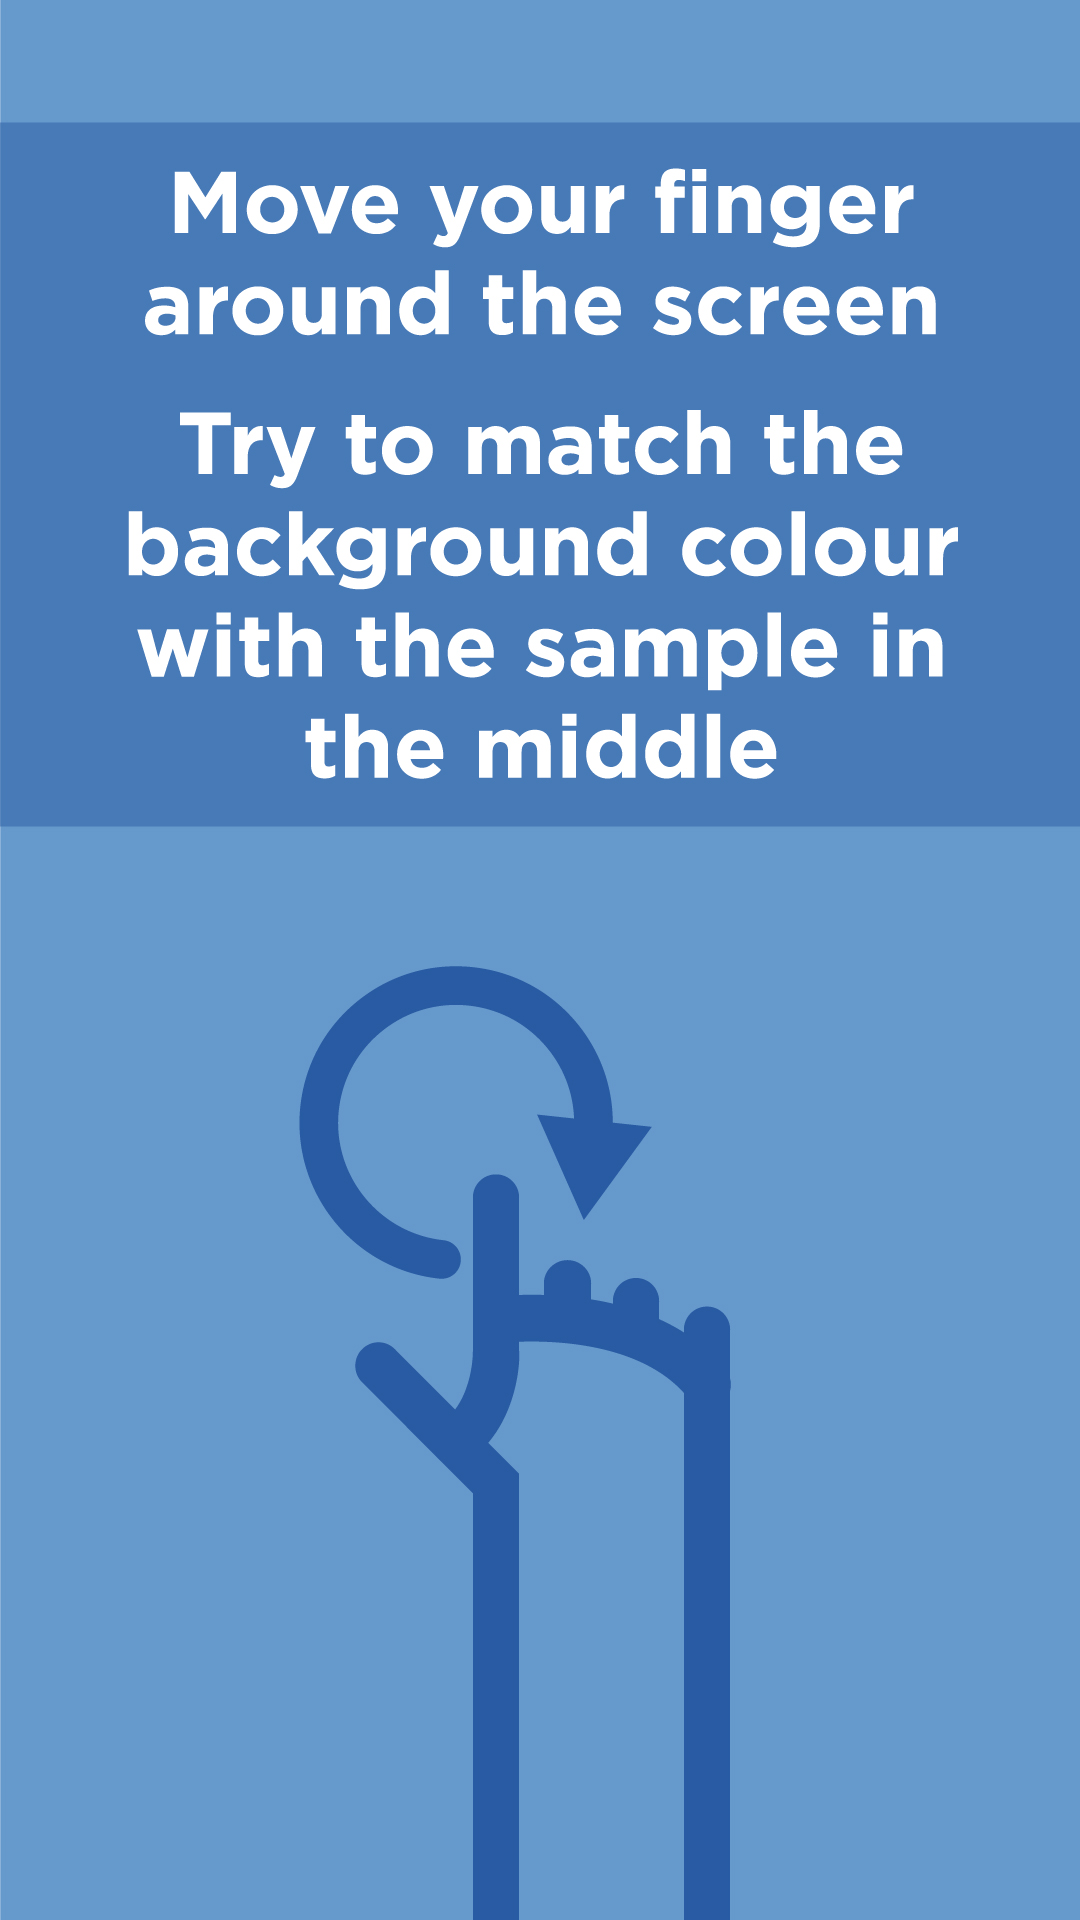 Move your finger
around the screen
Try to match the
background colour
with the sample in
the middle